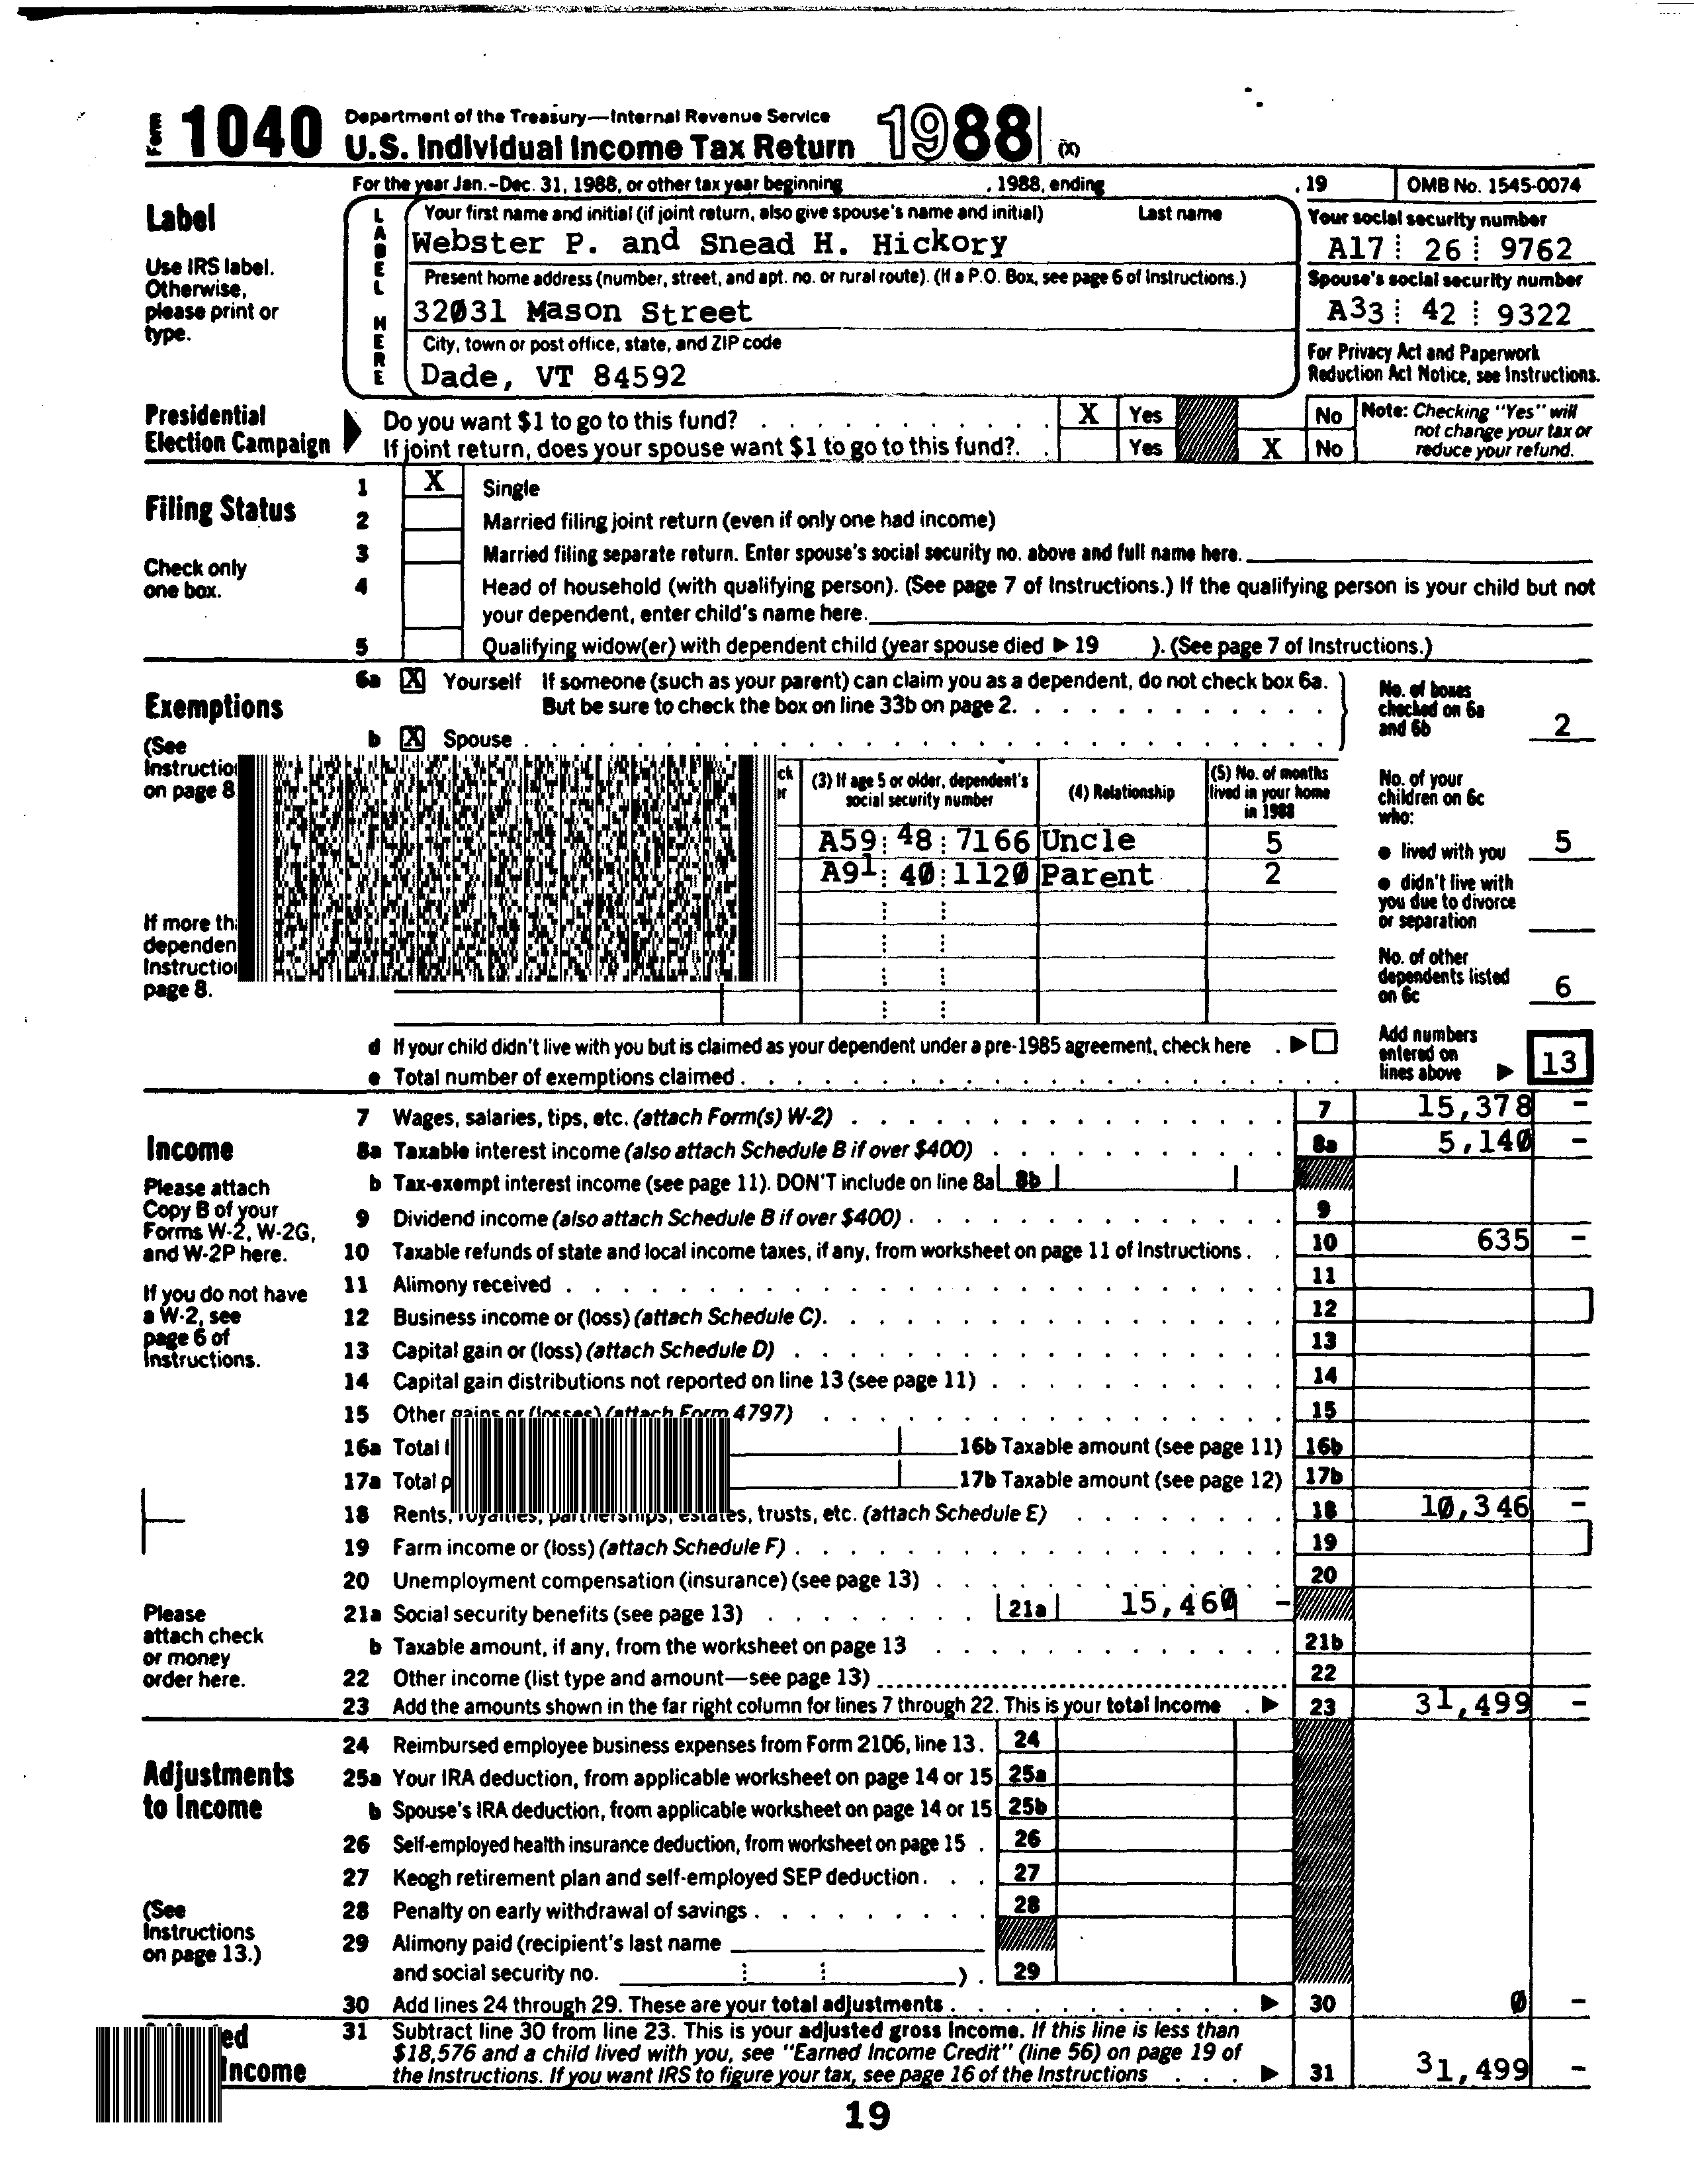 Form 1040 Department of the Treasury—Internal Revenue Service
U.S. Individual Income Tax Return 1988 (X)
For the year Jan.–Dec. 31, 1988, or other tax year beginning , 1988, ending , 19 OMB No. 1545-0074
Label
Use IRS label.
Otherwise,
please print or
type.
LABEL HERE
Your first name and initial (if joint return, also give spouse's name and initial) Last name
Webster P. and Snead H. Hickory
Your social security number
A17 26 9762
Present home address (number, street, and apt. no. or rural route). (If a P.O. Box, see page 6 of Instructions.)
32031 Mason Street
Spouse's social security number
A33 42 9322
City, town or post office, state, and ZIP code
Dade, VT 84592
For Privacy Act and Paperwork
Reduction Act Notice, see Instructions.
Presidential
Election Campaign
Do you want $1 to go to this fund? X Yes No
If joint return, does your spouse want $1 to go to this fund? Yes X No
Note: Checking "Yes" will
not change your tax or
reduce your refund.
Filing Status
Check only
one box.
1 X Single
2 Married filing joint return (even if only one had income)
3 Married filing separate return. Enter spouse's social security no. above and full name here.
4 Head of household (with qualifying person). (See page 7 of Instructions.) If the qualifying person is your child but not
your dependent, enter child's name here.
5 Qualifying widow(er) with dependent child (year spouse died ▶ 19 ). (See page 7 of Instructions.)
Exemptions
(See
on page 8
6a X Yourself If someone (such as your parent) can claim you as a dependent, do not check box 6a.
But be sure to check the box on line 33b on page 2.
b X Spouse
No. of boxes
checked on 6a
and 6b 2
(3) If age 5 or older, dependent's
social security number
(4) Relationship
(5) No. of months
lived in your home
in 1988
A59 48 7166 Uncle 5
A91 40 1120 Parent 2
No. of your
children on 6c
who:
● lived with you 5
● didn't live with
you due to divorce
or separation
No. of other
dependents listed
on 6c 6
If more
page 8.
d If your child didn't live with you but is claimed as your dependent under a pre-1985 agreement, check here ▶
e Total number of exemptions claimed
Add numbers
entered on
lines above ▶ 13
Income
Please attach
Copy B of your
Forms W-2, W-2G,
and W-2P here.
If you do not have
a W-2, see
page 6 of
Instructions.
Please
attach check
or money
order here.
7 Wages, salaries, tips, etc. (attach Form(s) W-2) 7 15,378 –
8a Taxable interest income (also attach Schedule B if over $400) 8a 5,140 –
b Tax-exempt interest income (see page 11). DON'T include on line 8a 8b
9 Dividend income (also attach Schedule B if over $400) 9
10 Taxable refunds of state and local income taxes, if any, from worksheet on page 11 of Instructions 10 635 –
11 Alimony received 11
12 Business income or (loss) (attach Schedule C) 12
13 Capital gain or (loss) (attach Schedule D) 13
14 Capital gain distributions not reported on line 13 (see page 11) 14
15 Other gains or (losses) (attach Form 4797) 15
16a Total 16b Taxable amount (see page 11) 16b
17a Total 17b Taxable amount (see page 12) 17b
18 Rents, royalties, partnerships, estates, trusts, etc. (attach Schedule E) 18 10,346 –
19 Farm income or (loss) (attach Schedule F) 19
20 Unemployment compensation (insurance) (see page 13) 20
21a Social security benefits (see page 13) 21a 15,460 –
b Taxable amount, if any, from the worksheet on page 13 21b
22 Other income (list type and amount—see page 13) 22
23 Add the amounts shown in the far right column for lines 7 through 22. This is your total income ▶ 23 31,499 –
Adjustments
to Income
(See
Instructions
on page 13.)
24 Reimbursed employee business expenses from Form 2106, line 13. 24
25a Your IRA deduction, from applicable worksheet on page 14 or 15 25a
b Spouse's IRA deduction, from applicable worksheet on page 14 or 15 25b
26 Self-employed health insurance deduction, from worksheet on page 15 26
27 Keogh retirement plan and self-employed SEP deduction 27
28 Penalty on early withdrawal of savings 28
29 Alimony paid (recipient's last name
and social security no. ) 29
30 Add lines 24 through 29. These are your total adjustments ▶ 30 0 –
Income
31 Subtract line 30 from line 23. This is your adjusted gross income. If this line is less than
$18,576 and a child lived with you, see "Earned Income Credit" (line 56) on page 19 of
the Instructions. If you want IRS to figure your tax, see page 16 of the Instructions ▶ 31 31,499 –
19